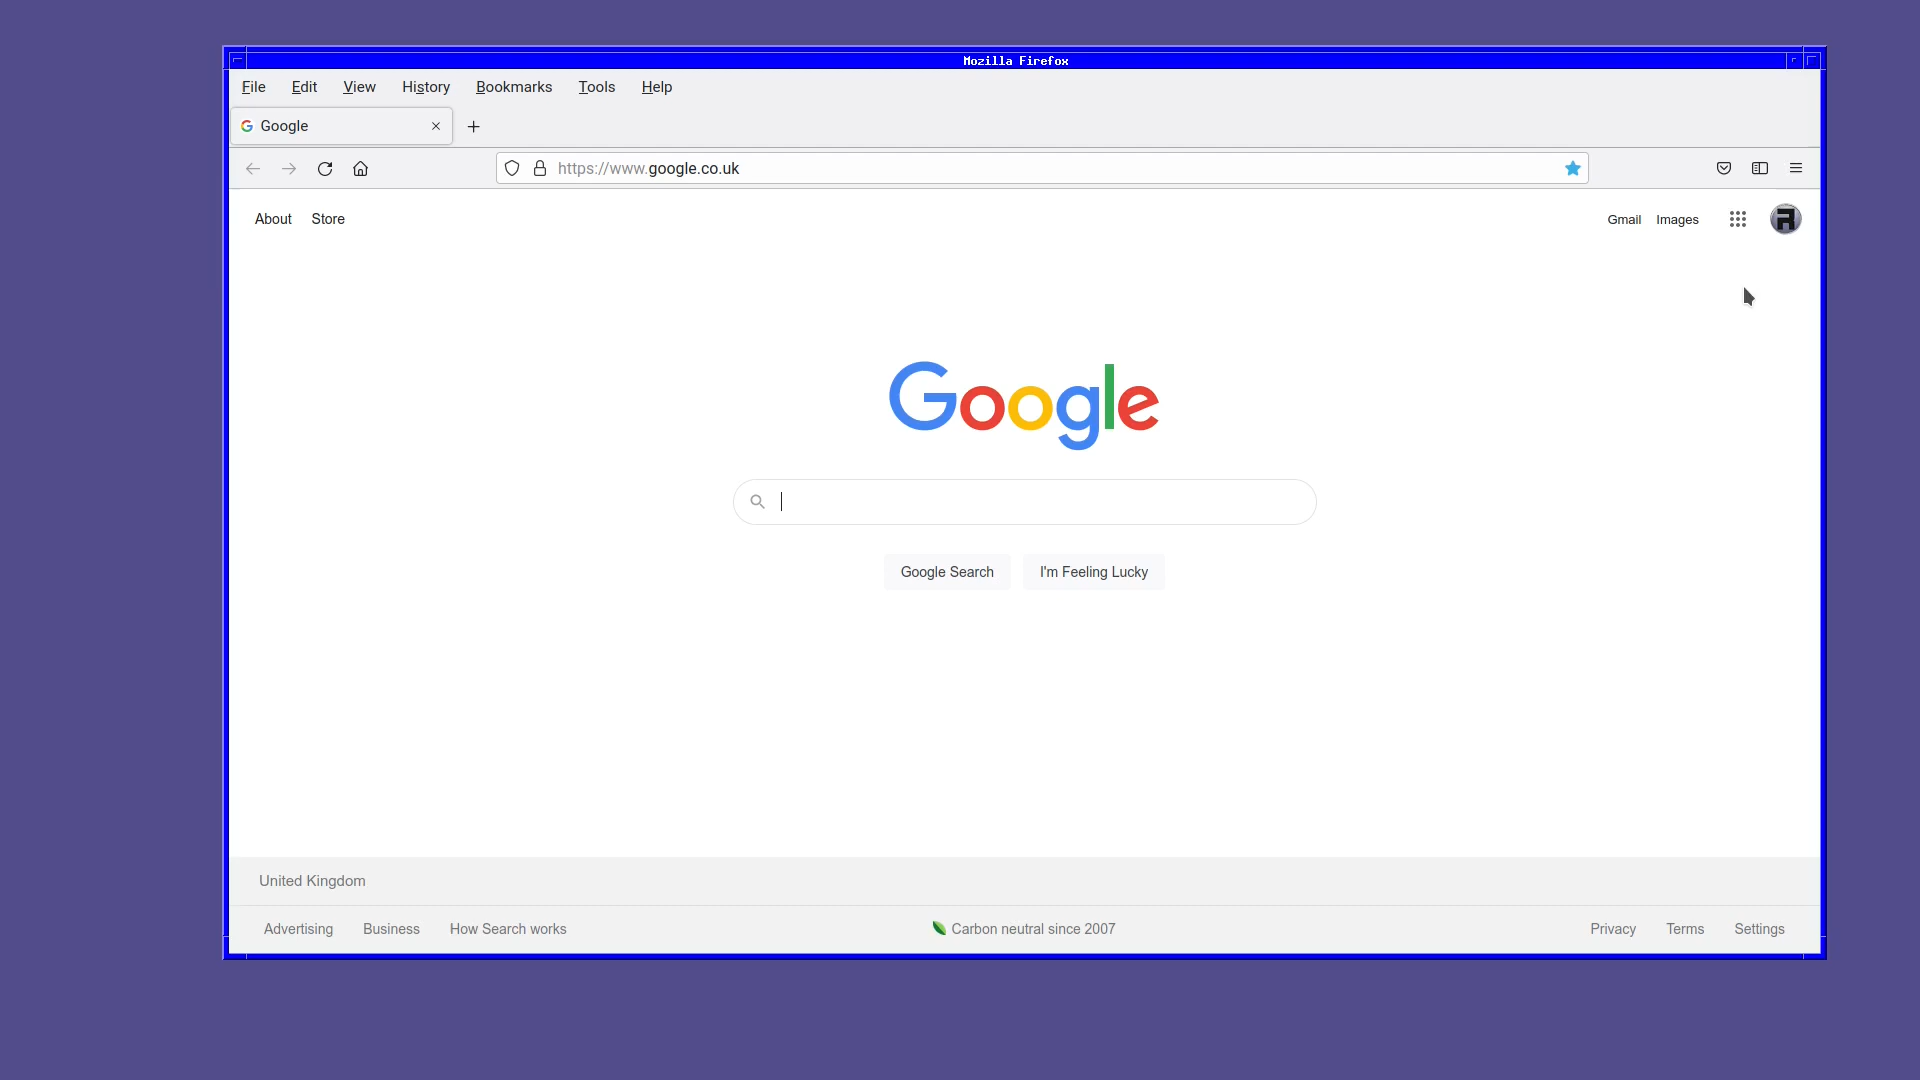 Mozilla Firefox
File Edit View History Bookmarks Tools Help
Google
https://www.google.co.uk
About Store Gmail Images
Google
Google Search I'm Feeling Lucky
United Kingdom
Advertising Business How Search works Carbon neutral since 2007 Privacy Terms Settings